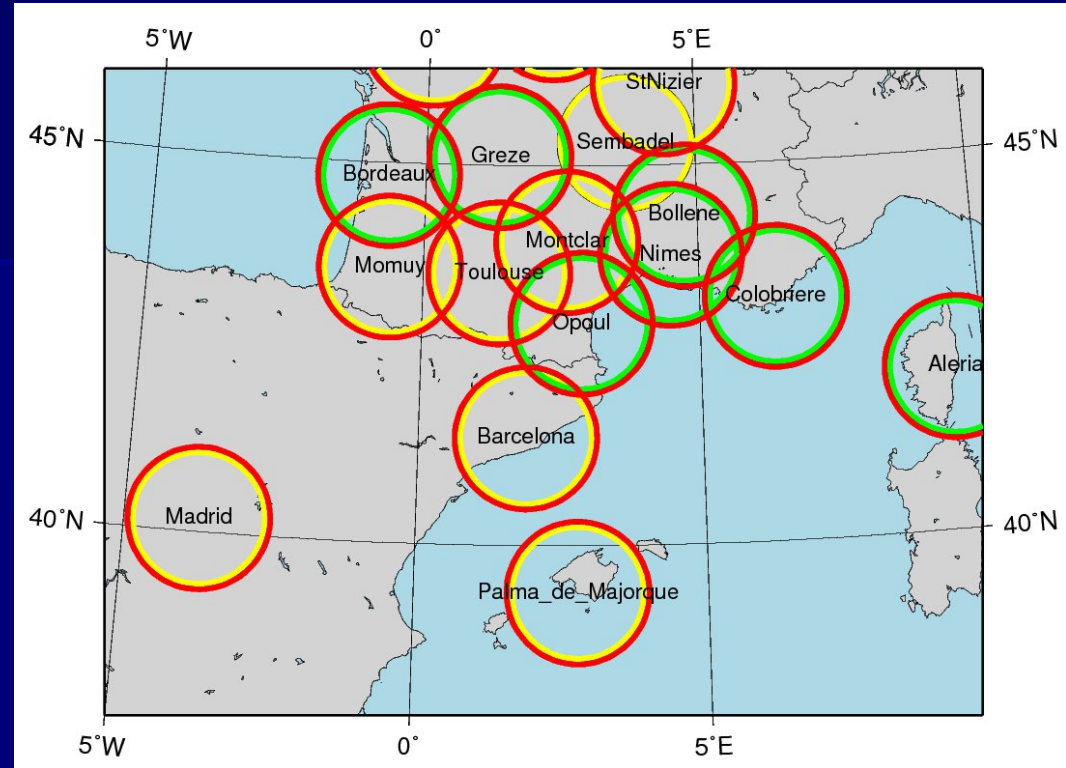 5°W 0° 5°E
StNizier
45°N 45°N
Sembadel
Greze
Bordeaux
Bollene
Montclar
Nimes
Momuy
Toulouse
Colobriere
Opoul
Aleria
Barcelona
Madrid
40°N 40°N
Palma_de_Majorque
5°W 0° 5°E